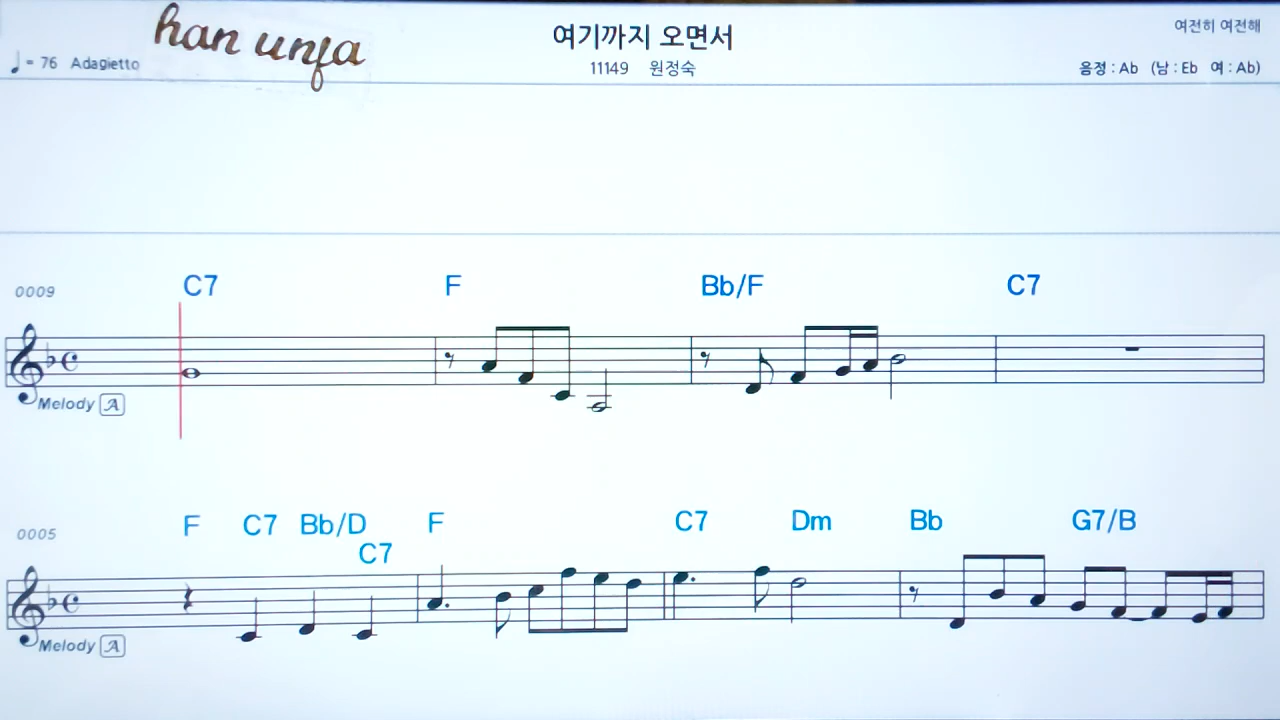 han unfa
여기까지 오면서
여전히 여전해
♩= 76 Adagietto
11149 원정숙
음정 : Ab (남 : Eb 여 : Ab)
0009 C7 F Bb/F C7
Melody A
0005 F C7 Bb/D C7 F C7 Dm Bb G7/B
Melody A